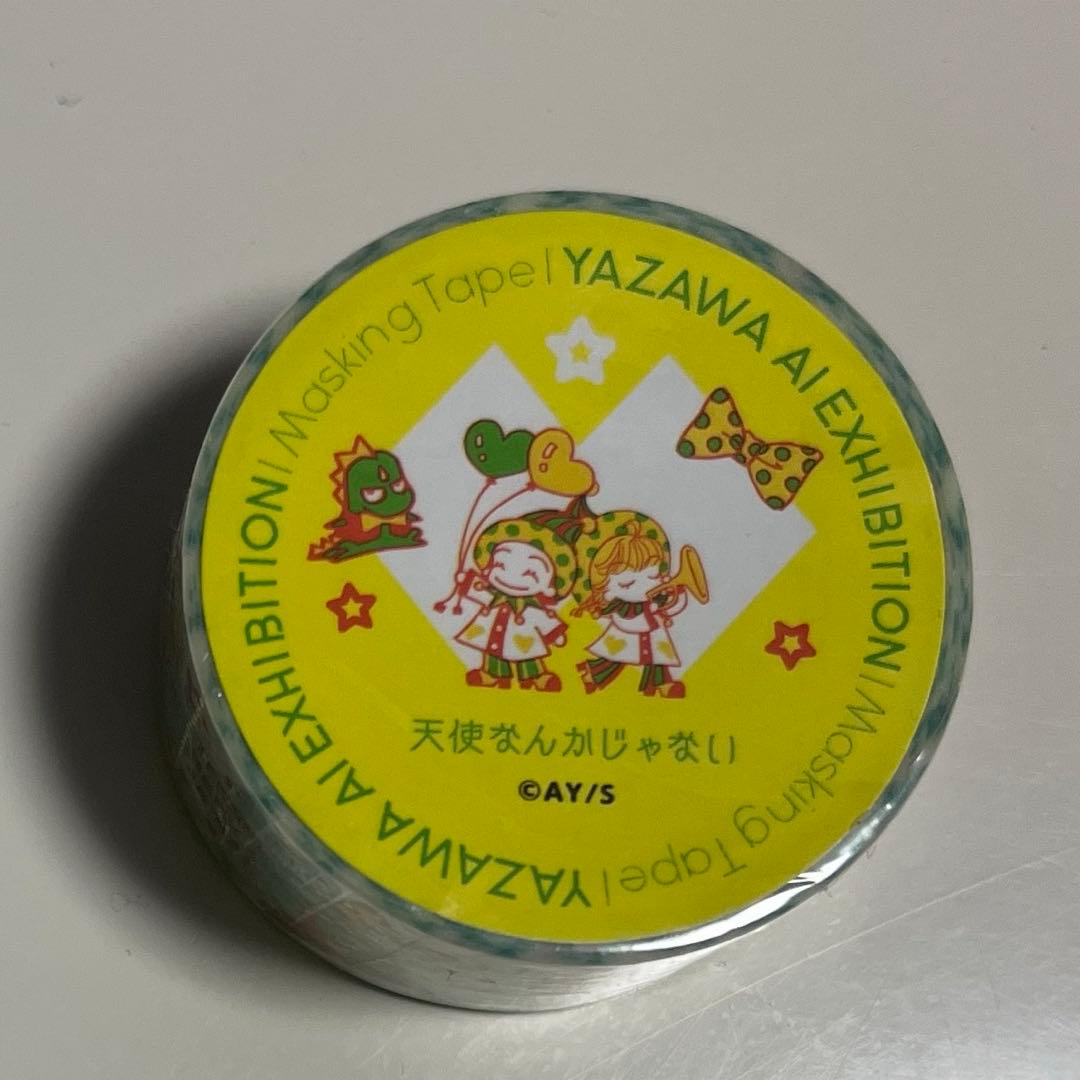 YAZAWA AI EXHIBITION | Masking Tape |
YAZAWA AI EXHIBITION | Masking Tape |
天使なんかじゃない
©AY/S